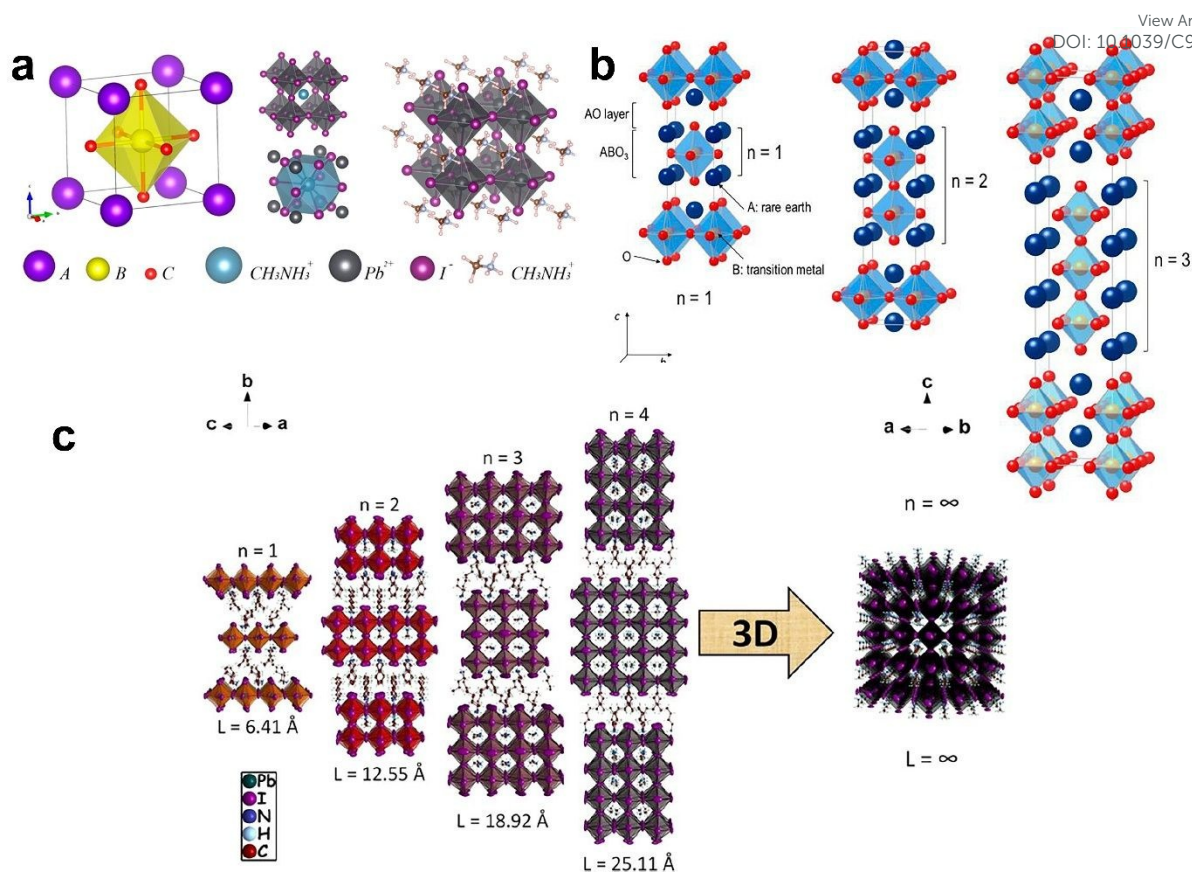 View Ar
DOI: 10.1039/C9
a
A B C CH₃NH₃⁺ Pb²⁺ I⁻ CH₃NH₃⁺
b
AO layer
ABO₃
n = 1
A: rare earth
B: transition metal
O
n = 1
n = 2
n = 3
c
b
c a
c
n = 1
L = 6.41 Å
n = 2
L = 12.55 Å
n = 3
L = 18.92 Å
n = 4
L = 25.11 Å
Pb
I
N
H
C
3D
c
a b
n = ∞
L = ∞